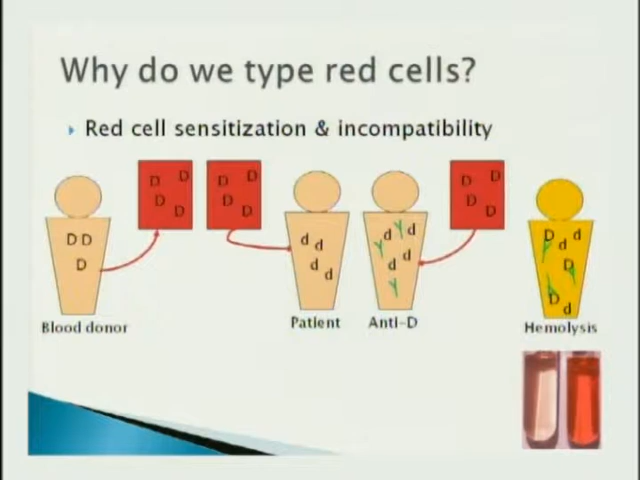 Why do we type red cells?
Red cell sensitization & incompatibility
D D D D
D D D D
D D D D
D D
D
d d d d
d d d d
D d d D D d
Blood donor
Patient
Anti-D
Hemolysis